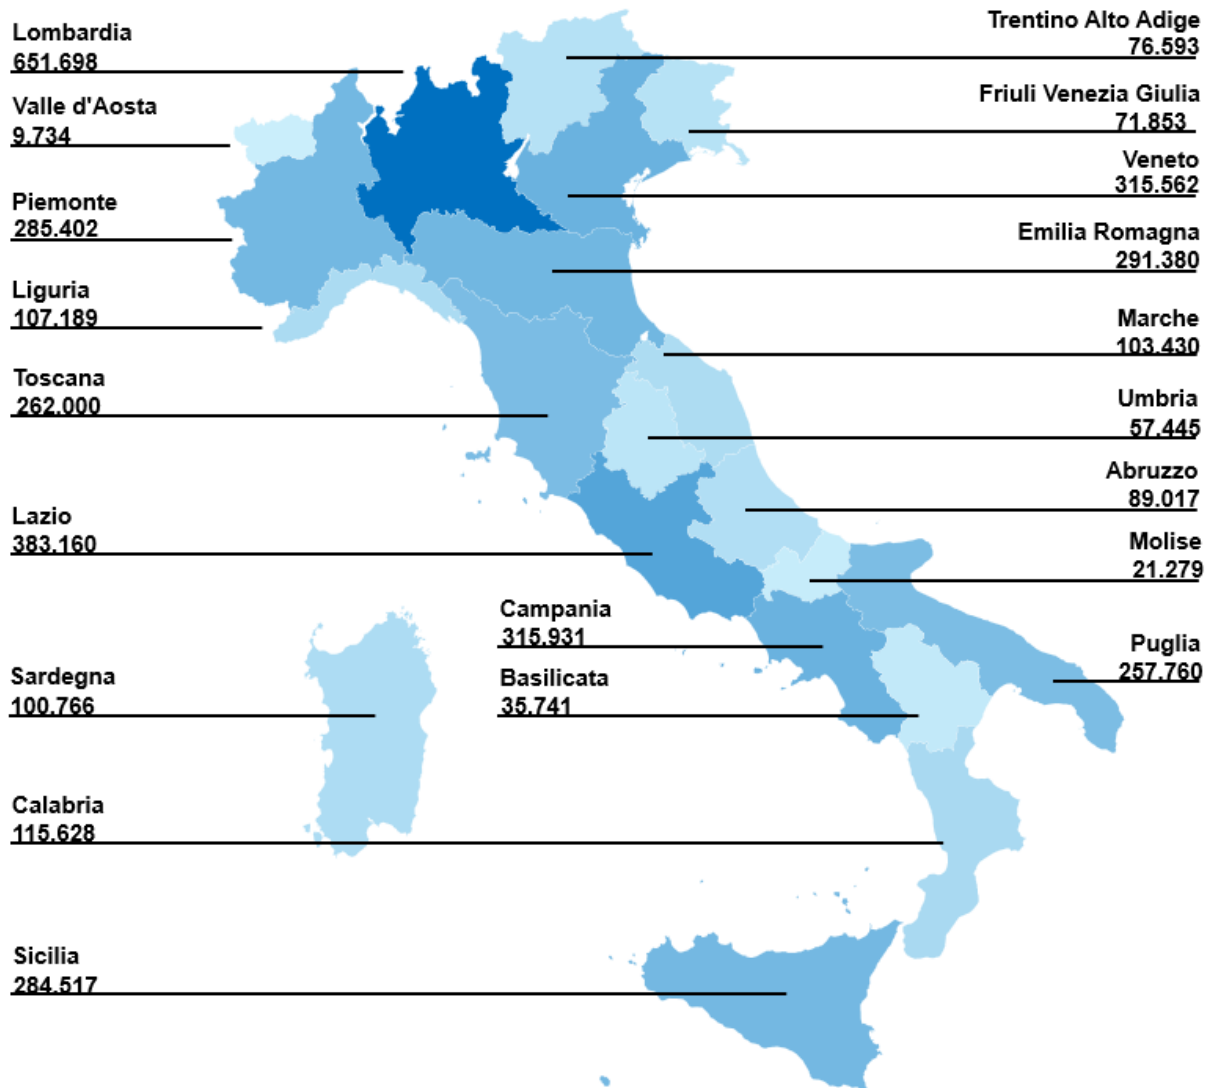 Lombardia
651.698
Valle d'Aosta
9.734
Piemonte
285.402
Liguria
107.189
Toscana
262.000
Lazio
383.160
Sardegna
100.766
Calabria
115.628
Sicilia
284.517
Campania
315.931
Basilicata
35.741
Trentino Alto Adige
76.593
Friuli Venezia Giulia
71.853
Veneto
315.562
Emilia Romagna
291.380
Marche
103.430
Umbria
57.445
Abruzzo
89.017
Molise
21.279
Puglia
257.760